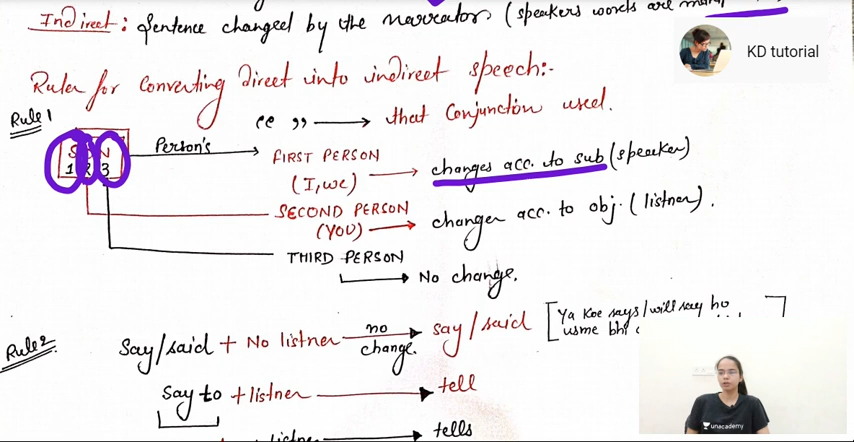 Indirect: Sentence changed by the narrator (speakers words are
KD tutorial
Rules for converting direct into indirect speech:-
Rule 1
“ ” → that Conjunction used.
S O N
1 2 3
Person's
FIRST PERSON
(I, we) → changes acc. to sub (speaker)
SECOND PERSON
(YOU) → changes acc. to obj. (listner).
THIRD PERSON
→ No change.
Rule 2
Say/said + No listner no change. → say/said [Ya Koe says/will say ho
usme bhi
Say to + listner → tell
listner → tells
unacademy